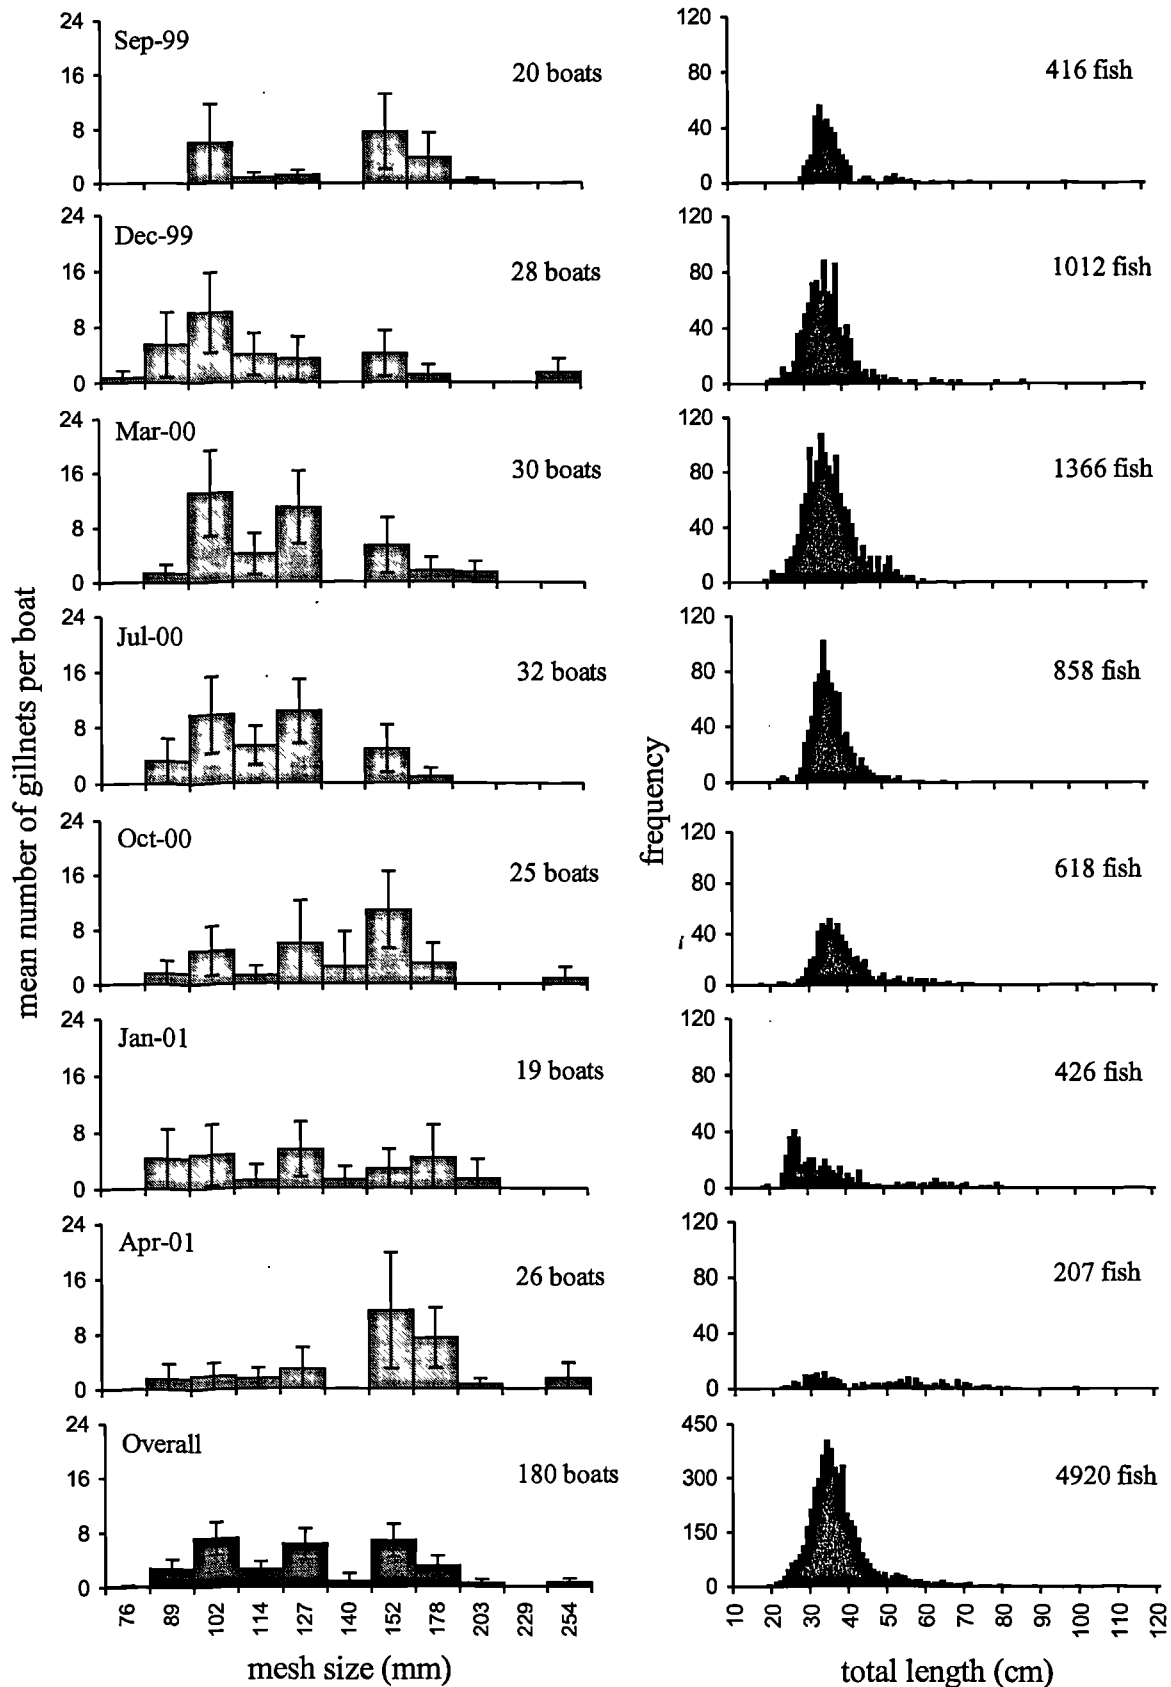 mean number of gillnets per boat
24
16
8
0
Sep-99
20 boats
120
80
40
0
416 fish
24
16
8
0
Dec-99
28 boats
120
80
40
0
1012 fish
24
16
8
0
Mar-00
30 boats
120
80
40
0
1366 fish
24
16
8
0
Jul-00
32 boats
frequency
120
80
40
0
858 fish
24
16
8
0
Oct-00
25 boats
120
80
40
0
618 fish
24
16
8
0
Jan-01
19 boats
120
80
40
0
426 fish
24
16
8
0
Apr-01
26 boats
120
80
40
0
207 fish
24
16
8
0
Overall
180 boats
450
300
150
0
4920 fish
76 89 102 114 127 140 152 178 203 229 254
mesh size (mm)
10 20 30 40 50 60 70 80 90 100 110 120
total length (cm)